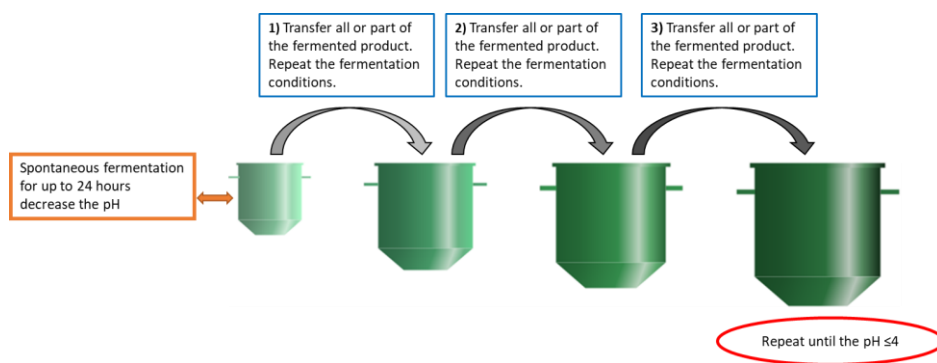 1) Transfer all or part of
the fermented product.
Repeat the fermentation
conditions.
2) Transfer all or part of
the fermented product.
Repeat the fermentation
conditions.
3) Transfer all or part of
the fermented product.
Repeat the fermentation
conditions.
Spontaneous fermentation
for up to 24 hours
decrease the pH
Repeat until the pH ≤4